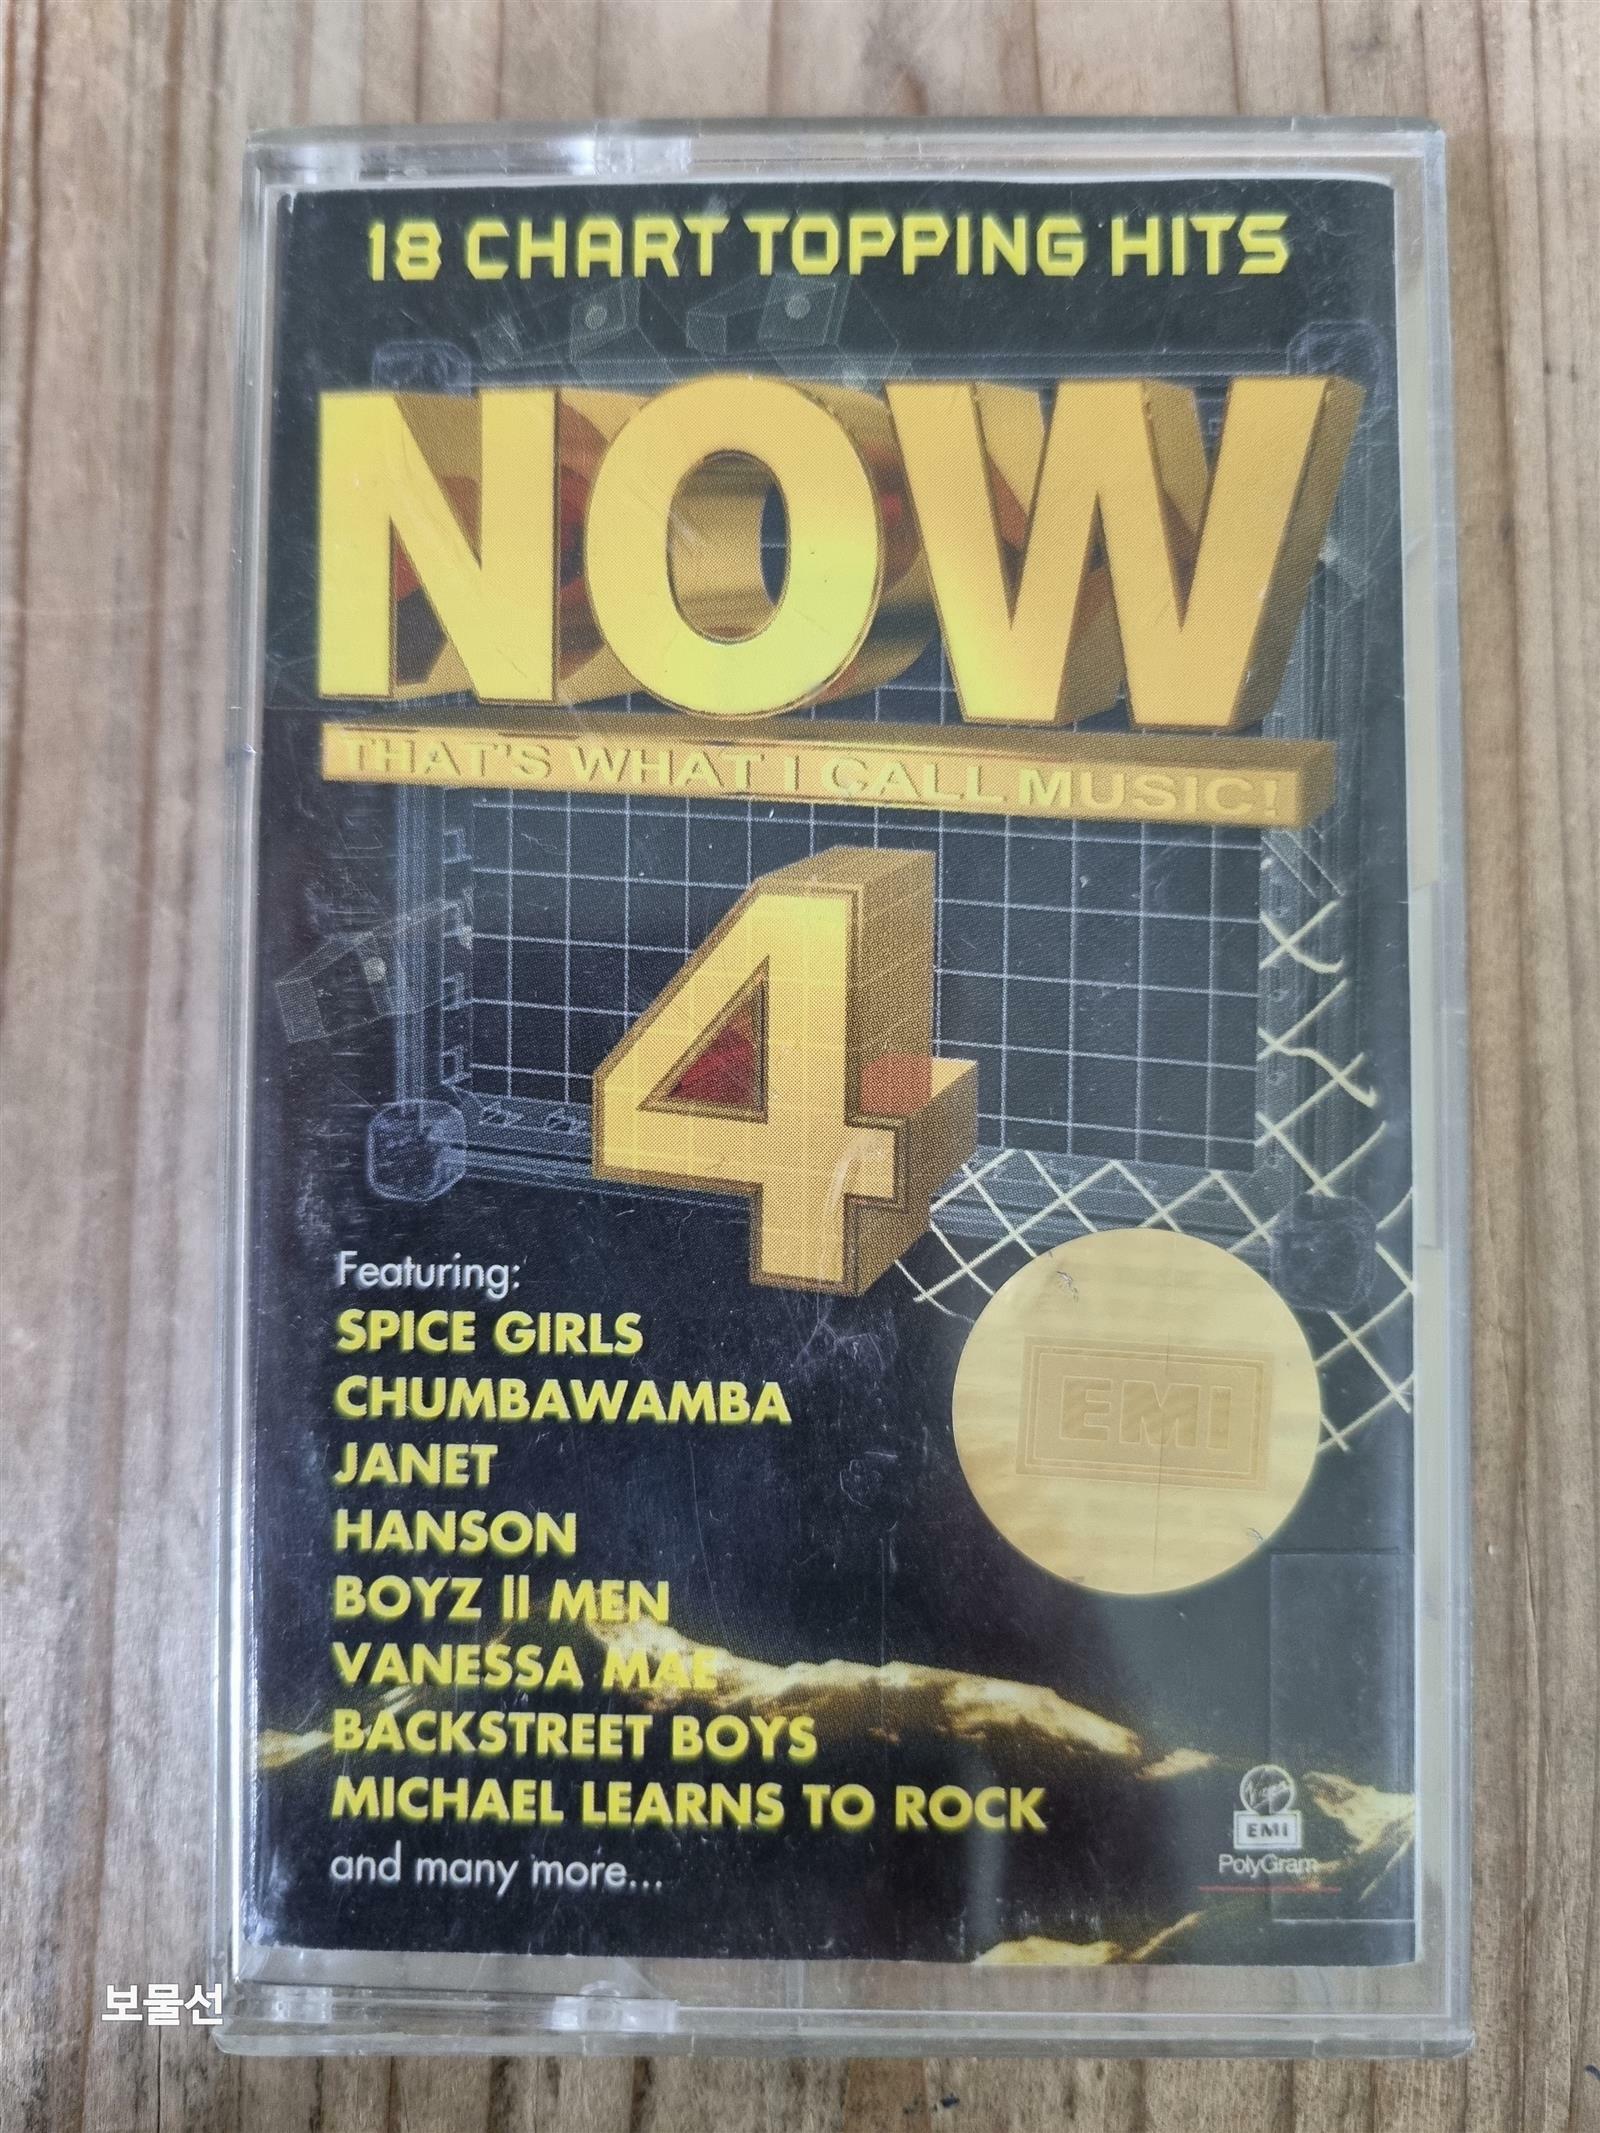 18 CHART TOPPING HITS
NOW
THAT'S WHAT I CALL MUSIC!
4
Featuring:
SPICE GIRLS
CHUMBAWAMBA
JANET
HANSON
BOYZ II MEN
VANESSA MAE
BACKSTREET BOYS
MICHAEL LEARNS TO ROCK
and many more...
EMI
Virgin
EMI
PolyGram
보물선